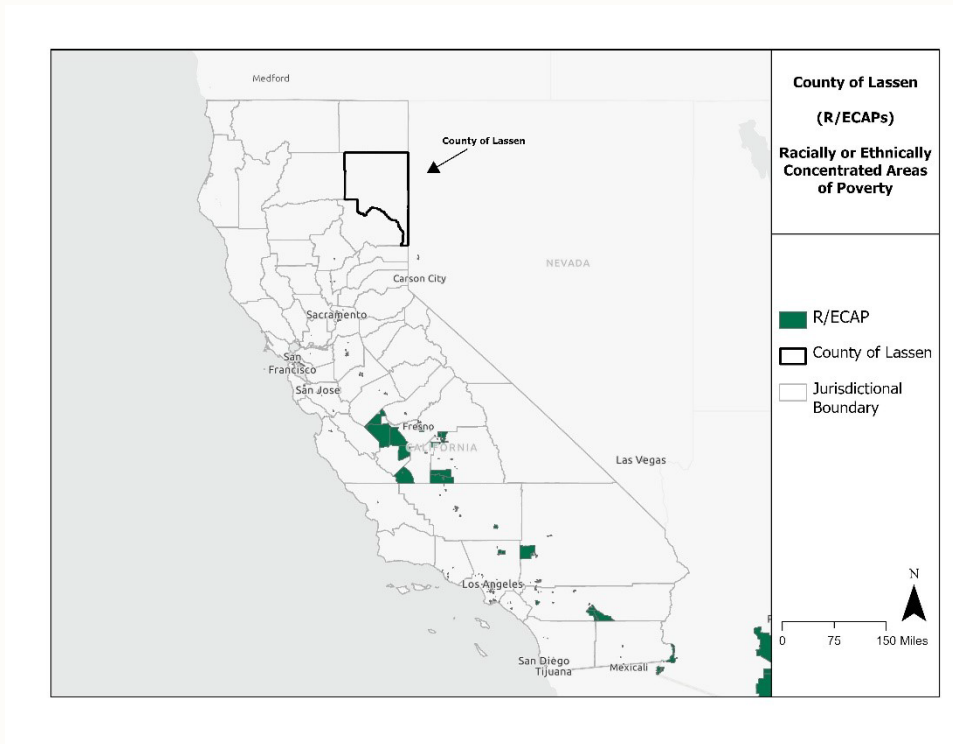 Medford
County of Lassen
NEVADA
Carson City
Sacramento
San
Francisco
San Jose
Fresno
CALIFORNIA
Las Vegas
Los Angeles
San Diego
Tijuana
Mexicali
County of Lassen
(R/ECAPs)
Racially or Ethnically
Concentrated Areas
of Poverty
R/ECAP
County of Lassen
Jurisdictional
Boundary
N
0 75 150 Miles